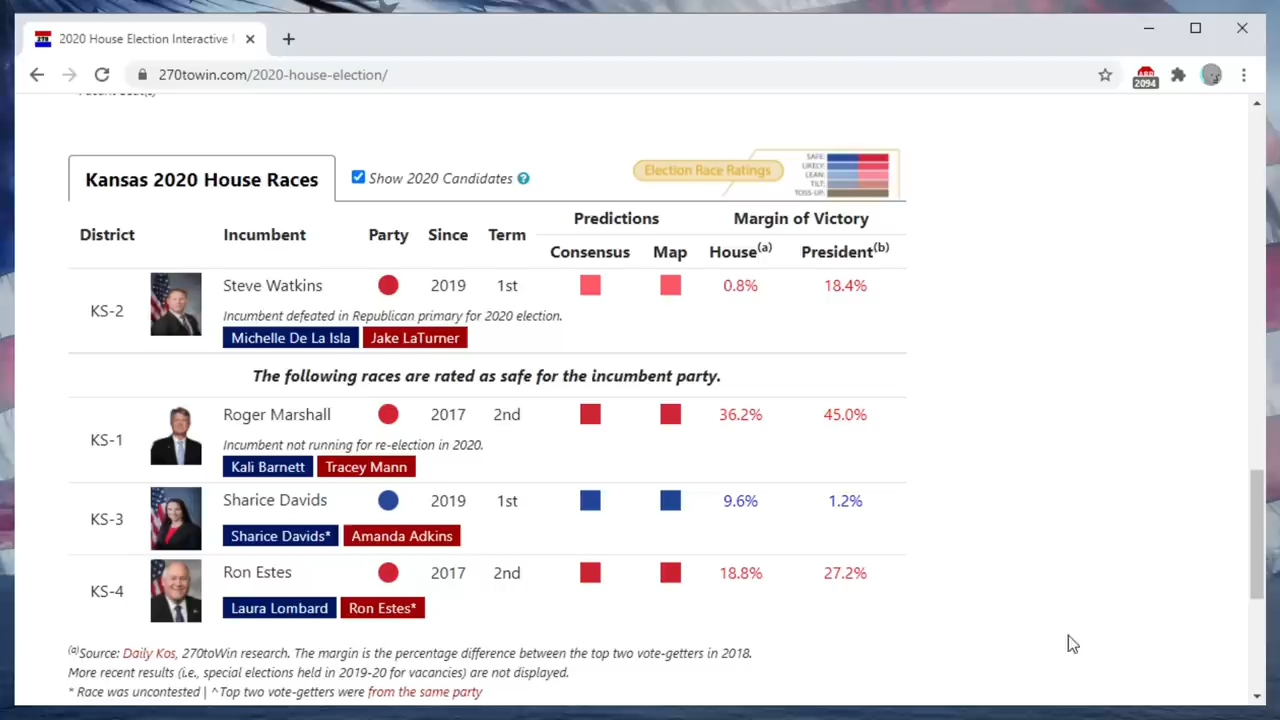 2020 House Election Interactive
270towin.com/2020-house-election/
2094
Kansas 2020 House Races
Show 2020 Candidates ?
Election Race Ratings
SAFE:
LIKELY:
LEAN:
TILT:
TOSS-UP:
Predictions Margin of Victory
District Incumbent Party Since Term
Consensus Map House(a) President(b)
KS-2 Steve Watkins 2019 1st 0.8% 18.4%
Incumbent defeated in Republican primary for 2020 election.
Michelle De La Isla Jake LaTurner
The following races are rated as safe for the incumbent party.
KS-1 Roger Marshall 2017 2nd 36.2% 45.0%
Incumbent not running for re-election in 2020.
Kali Barnett Tracey Mann
KS-3 Sharice Davids 2019 1st 9.6% 1.2%
Sharice Davids* Amanda Adkins
KS-4 Ron Estes 2017 2nd 18.8% 27.2%
Laura Lombard Ron Estes*
(a)Source: Daily Kos, 270toWin research. The margin is the percentage difference between the top two vote-getters in 2018.
More recent results (i.e., special elections held in 2019-20 for vacancies) are not displayed.
* Race was uncontested | ^Top two vote-getters were from the same party